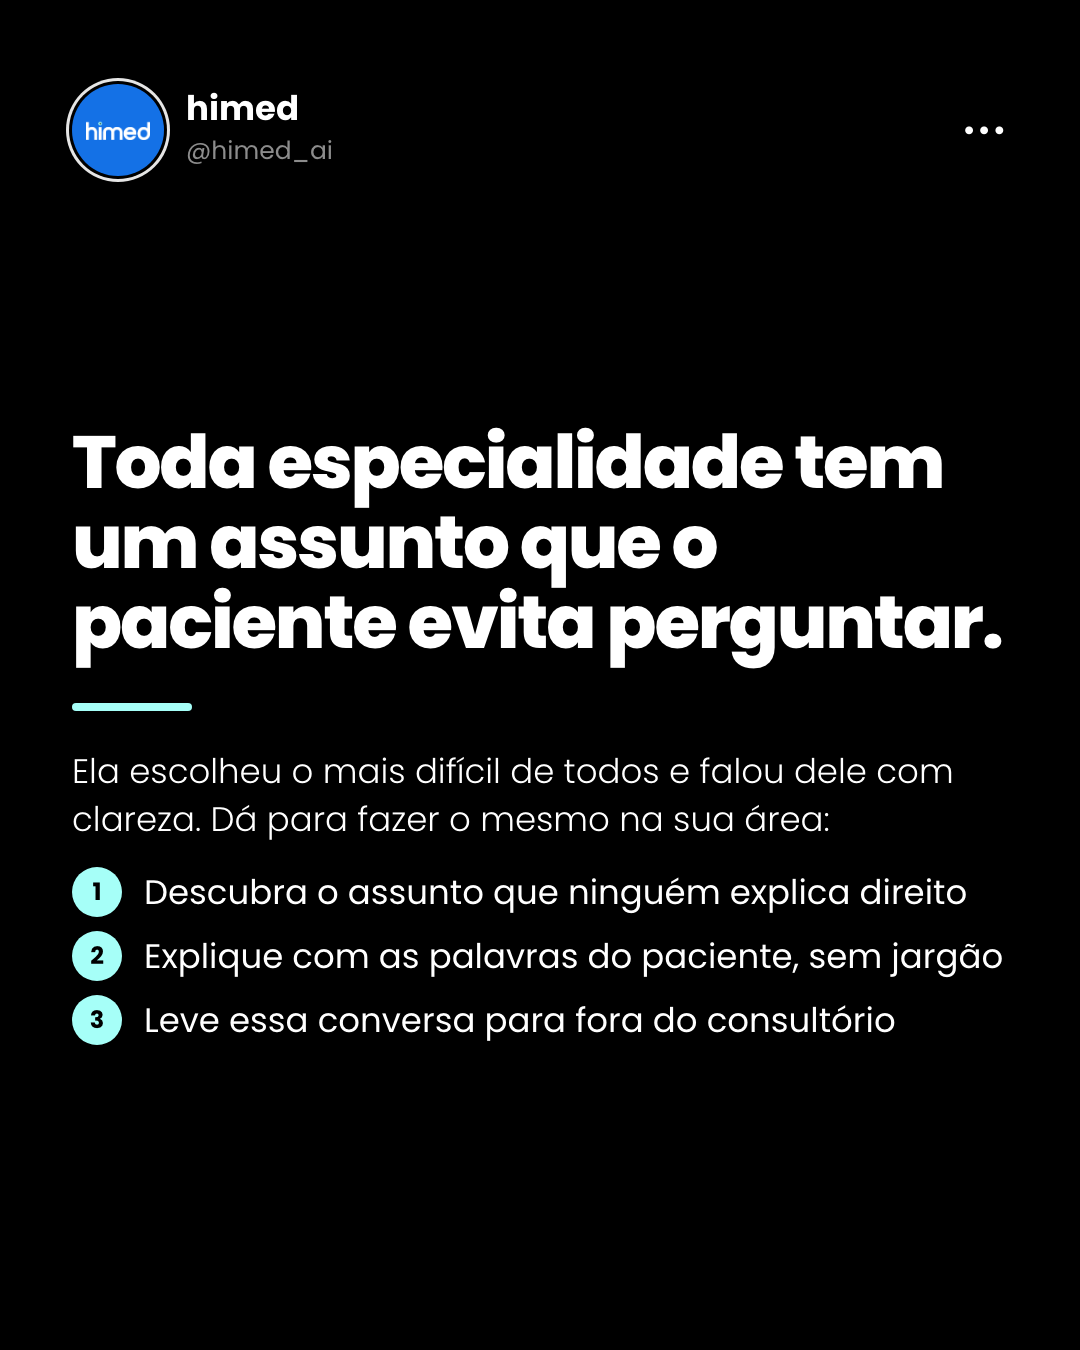 himed
himed
@himed_ai
Toda especialidade tem
um assunto que o
paciente evita perguntar.
Ela escolheu o mais difícil de todos e falou dele com
clareza. Dá para fazer o mesmo na sua área:
1 Descubra o assunto que ninguém explica direito
2 Explique com as palavras do paciente, sem jargão
3 Leve essa conversa para fora do consultório